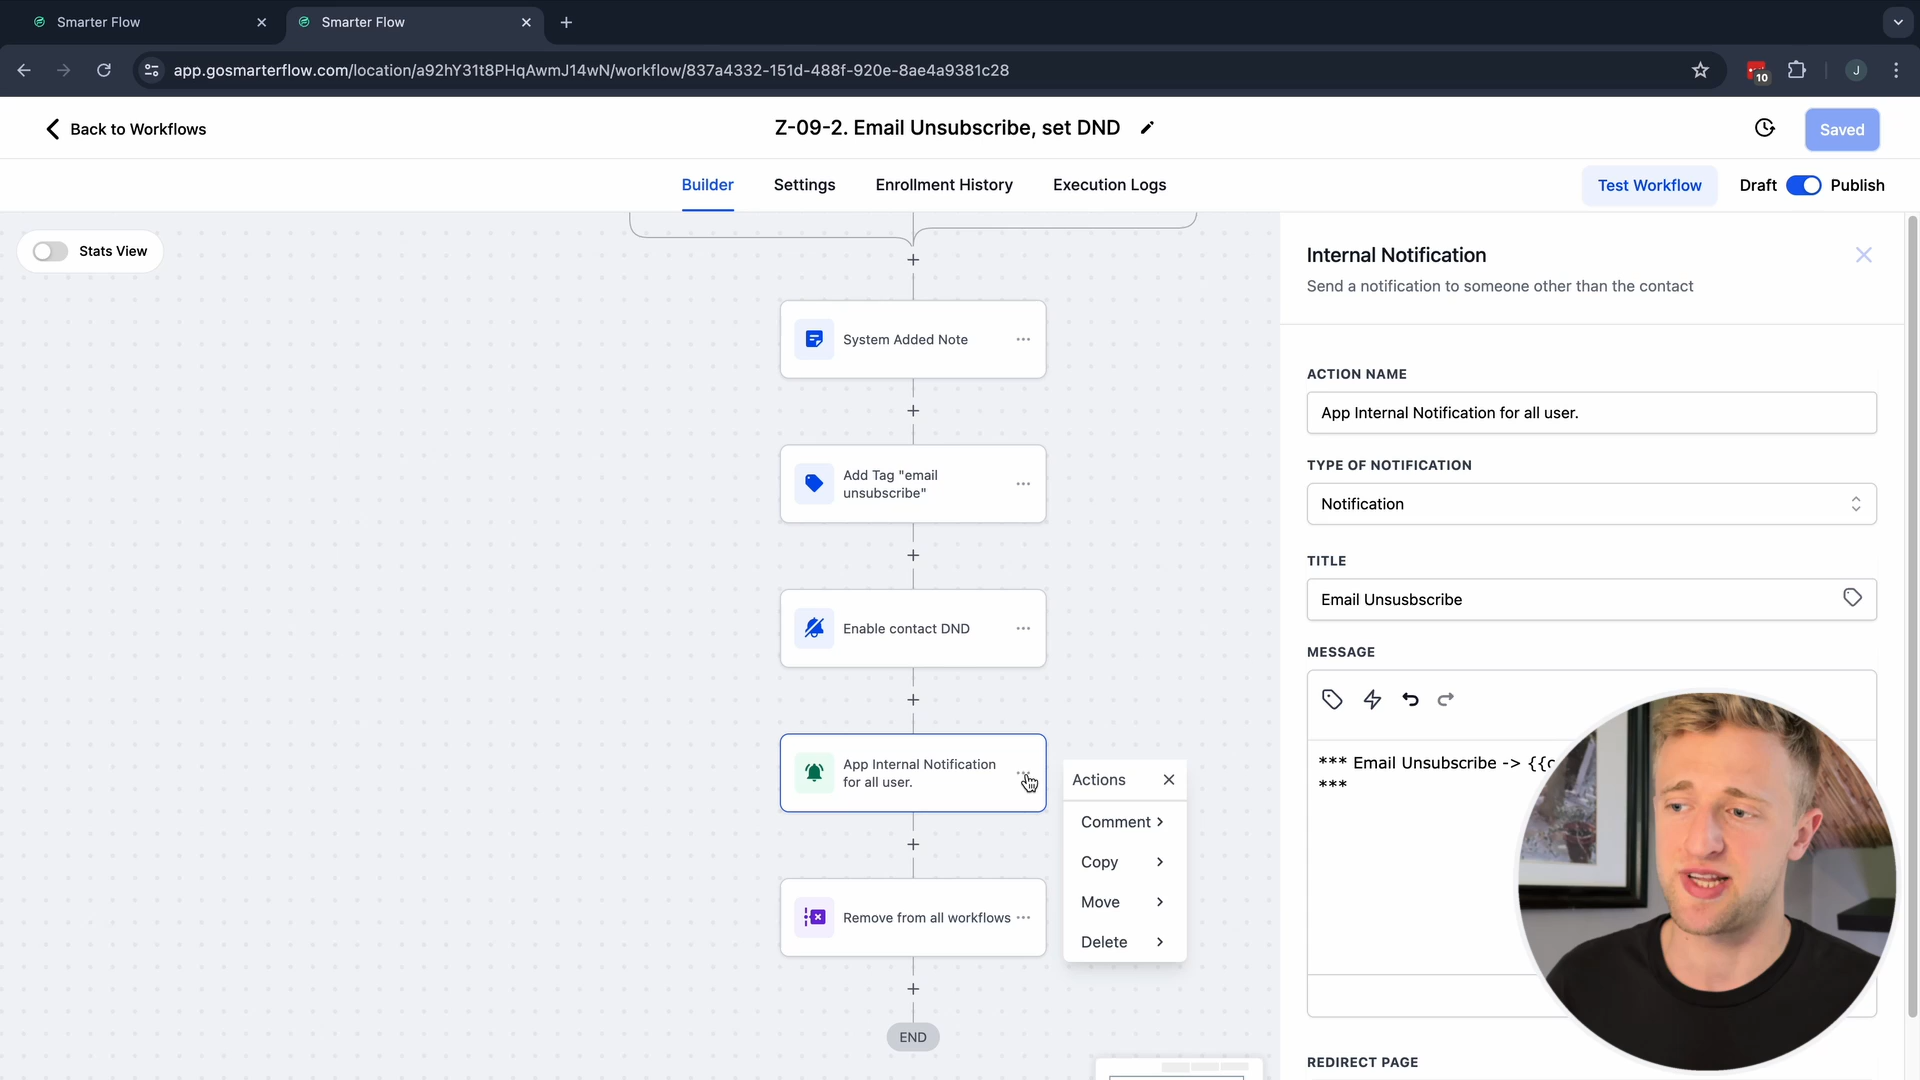 Smarter Flow
Smarter Flow
app.gosmarterflow.com/location/a92hY31t8PHqAwmJ14wN/workflow/837a4332-151d-488f-920e-8ae4a9381c28
10
J
Back to Workflows
Z-09-2. Email Unsubscribe, set DND
Saved
Builder
Settings
Enrollment History
Execution Logs
Test Workflow
Draft
Publish
Stats View
System Added Note
Add Tag "email
unsubscribe"
Enable contact DND
App Internal Notification
for all user.
Remove from all workflows
END
Actions
Comment
Copy
Move
Delete
Internal Notification
Send a notification to someone other than the contact
ACTION NAME
App Internal Notification for all user.
TYPE OF NOTIFICATION
Notification
TITLE
Email Unsusbscribe
MESSAGE
*** Email Unsubscribe -> {{c
***
REDIRECT PAGE